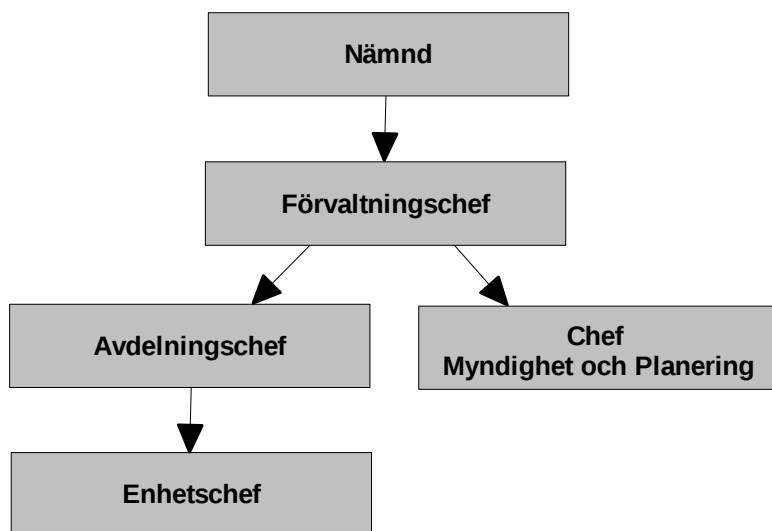 Nämnd
Förvaltningschef
Avdelningschef
Chef
Myndighet och Planering
Enhetschef